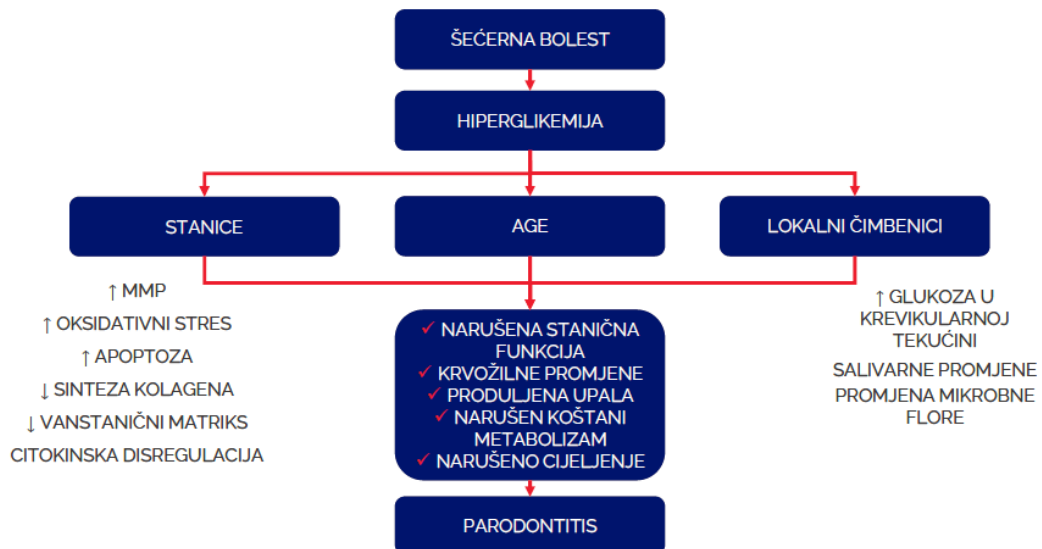 ŠEĆERNA BOLEST
HIPERGLIKEMIJA
STANICE
AGE
LOKALNI ČIMBENICI
↑ MMP
↑ OKSIDATIVNI STRES
↑ APOPTOZA
↓ SINTEZA KOLAGENA
↓ VANSTANIČNI MATRIKS
CITOKINSKA DISREGULACIJA
✓ NARUŠENA STANIČNA
FUNKCIJA
✓ KRVOŽILNE PROMJENE
✓ PRODULJENA UPALA
✓ NARUŠEN KOŠTANI
METABOLIZAM
✓ NARUŠENO CIJELJENJE
↑ GLUKOZA U
KREVIKULARNOJ
TEKUĆINI
SALIVARNE PROMJENE
PROMJENA MIKROBNE
FLORE
PARODONTITIS